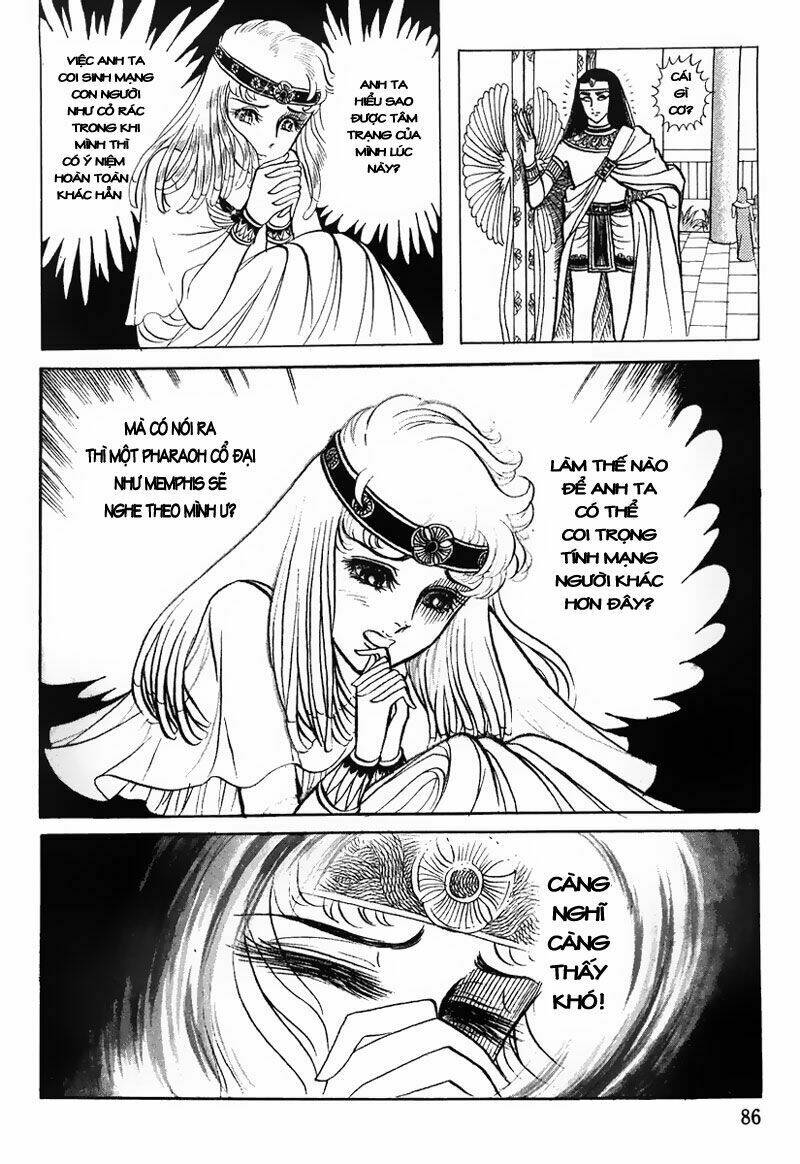 VIỆC ANH TA
COI SINH MẠNG
CON NGƯỜI
NHƯ CỎ RÁC
TRONG KHI
MÌNH THÌ
CÓ Ý NIỆM
HOÀN TOÀN
KHÁC HẲN
ANH TA
HIỂU SAO
ĐƯỢC TÂM
TRẠNG CỦA
MÌNH LÚC
NÀY?
CÁI
GÌ
CƠ?
MÀ CÓ NÓI RA
THÌ MỘT PHARAOH CỔ ĐẠI
NHƯ MEMPHIS SẼ
NGHE THEO MÌNH Ư?
LÀM THẾ NÀO
ĐỂ ANH TA
CÓ THỂ
COI TRỌNG
TÍNH MẠNG
NGƯỜI KHÁC
HƠN ĐÂY?
CÀNG
NGHĨ
CÀNG
THẤY
KHÓ!
86